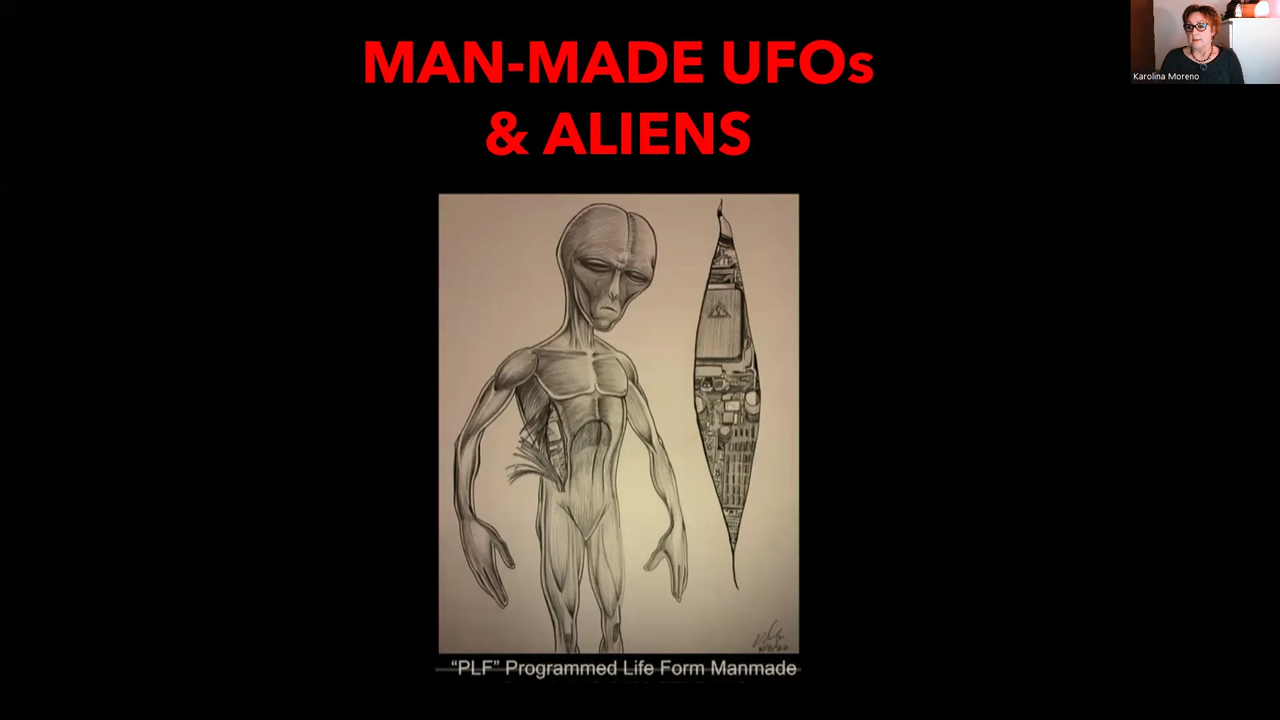 MAN-MADE UFOs
& ALIENS
Karolina Moreno
“PLF” Programmed Life Form Manmade